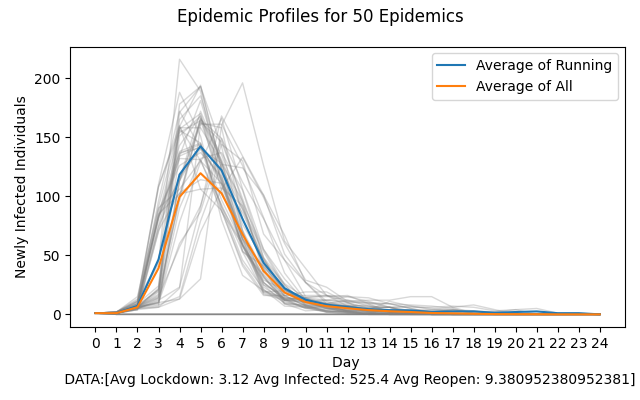 Epidemic Profiles for 50 Epidemics
Average of Running
Average of All
Newly Infected Individuals
200
150
100
50
0
0 1 2 3 4 5 6 7 8 9 10 11 12 13 14 15 16 17 18 19 20 21 22 23 24
Day
DATA:[Avg Lockdown: 3.12 Avg Infected: 525.4 Avg Reopen: 9.380952380952381]